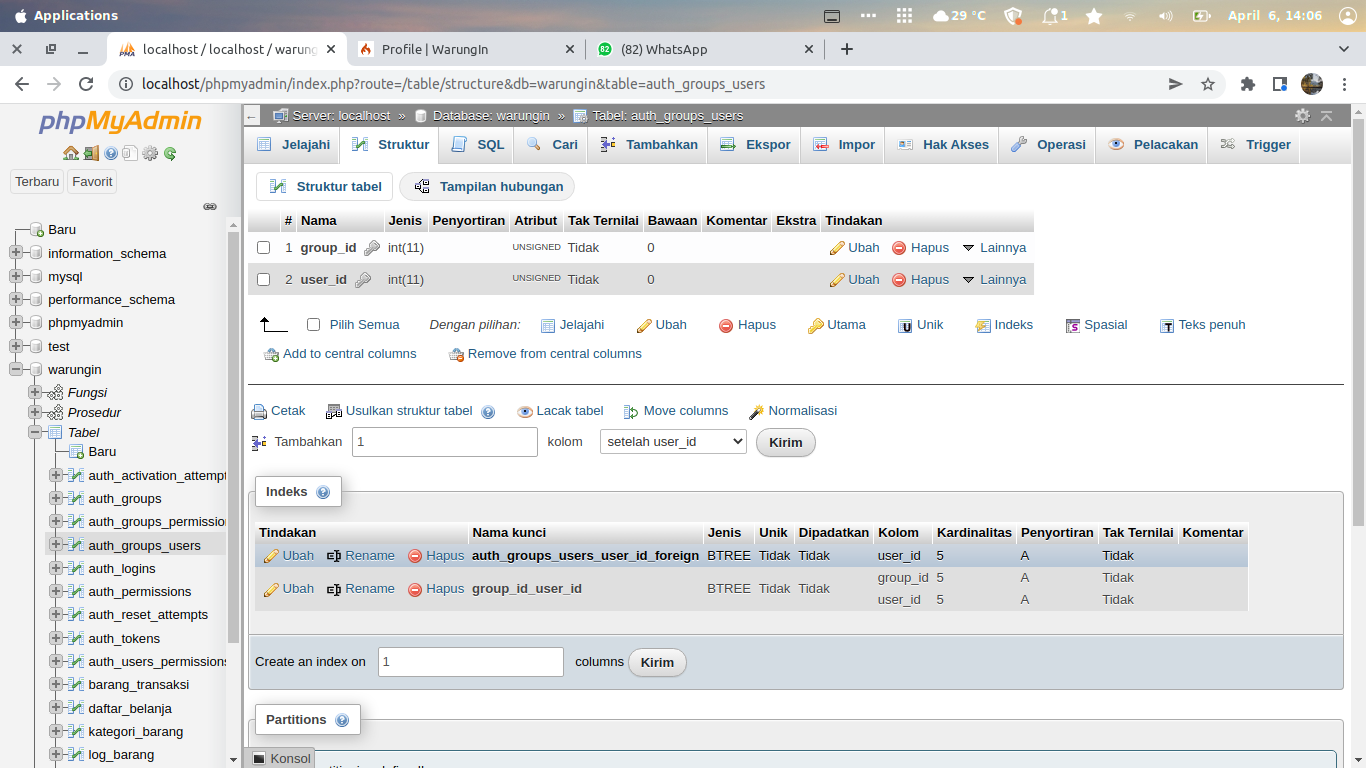 Applications
29 °C
1
April 6, 14:06
localhost / localhost / warung
Profile | WarungIn
82
(82) WhatsApp
localhost/phpmyadmin/index.php?route=/table/structure&db=warungin&table=auth_groups_users
phpMyAdmin
Terbaru
Favorit
Baru
information_schema
mysql
performance_schema
phpmyadmin
test
warungin
Fungsi
Prosedur
Tabel
Baru
auth_activation_attempt
auth_groups
auth_groups_permission
auth_groups_users
auth_logins
auth_permissions
auth_reset_attempts
auth_tokens
auth_users_permissions
barang_transaksi
daftar_belanja
kategori_barang
log_barang
Server: localhost » Database: warungin » Tabel: auth_groups_users
Jelajahi Struktur SQL Cari Tambahkan Ekspor Impor Hak Akses Operasi Pelacakan Trigger
Struktur tabel Tampilan hubungan
# Nama Jenis Penyortiran Atribut Tak Ternilai Bawaan Komentar Ekstra Tindakan
1 group_id int(11) UNSIGNED Tidak 0 Ubah Hapus Lainnya
2 user_id int(11) UNSIGNED Tidak 0 Ubah Hapus Lainnya
Pilih Semua Dengan pilihan: Jelajahi Ubah Hapus Utama Unik Indeks Spasial Teks penuh
Add to central columns Remove from central columns
Cetak Usulkan struktur tabel Lacak tabel Move columns Normalisasi
Tambahkan 1 kolom setelah user_id Kirim
Indeks
Tindakan Nama kunci Jenis Unik Dipadatkan Kolom Kardinalitas Penyortiran Tak Ternilai Komentar
Ubah Rename Hapus auth_groups_users_user_id_foreign BTREE Tidak Tidak user_id 5 A Tidak
Ubah Rename Hapus group_id_user_id BTREE Tidak Tidak group_id 5 A Tidak
user_id 5 A Tidak
Create an index on 1 columns Kirim
Partitions
Konsol